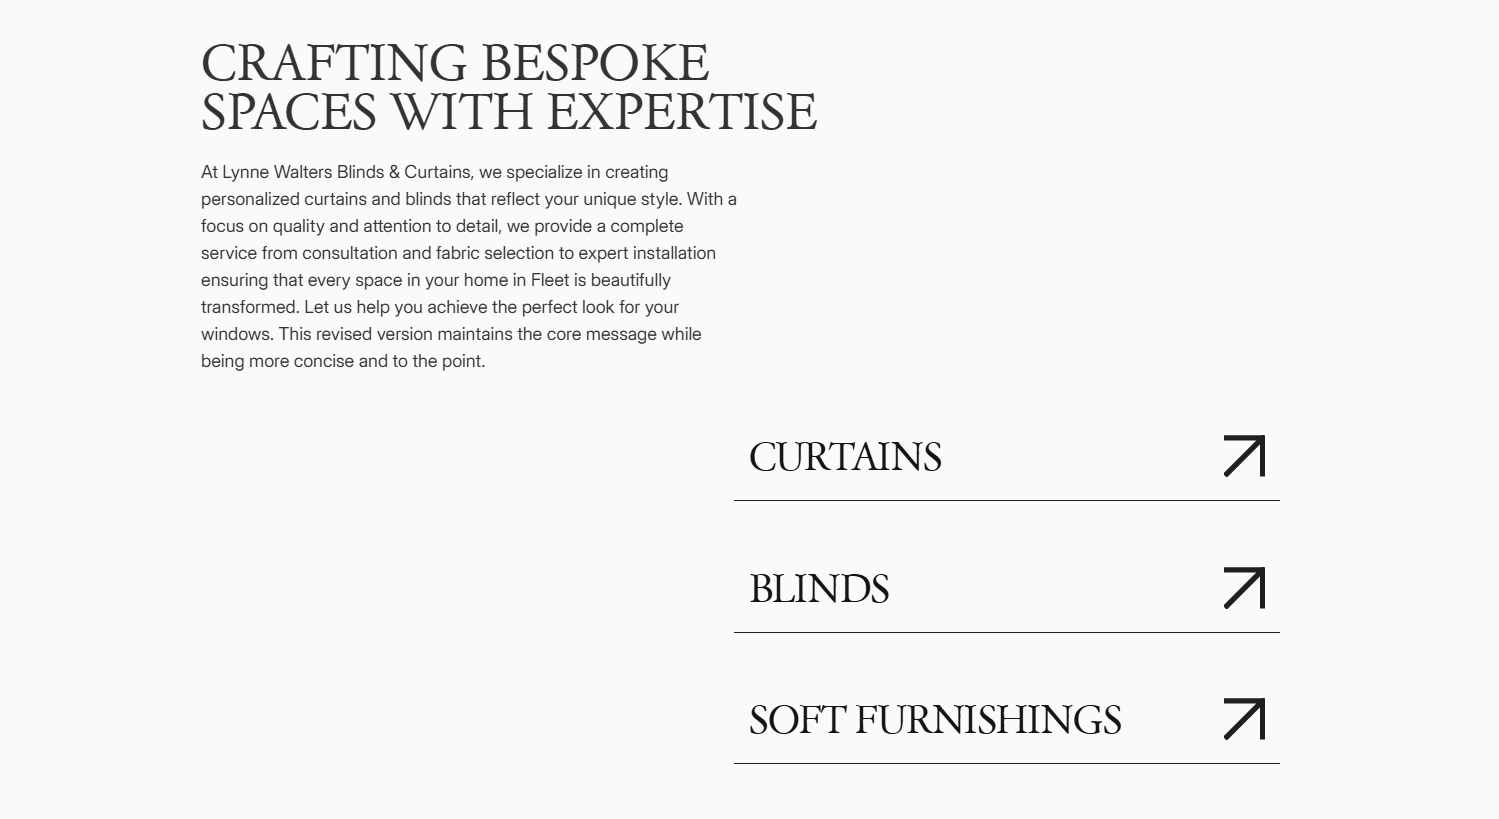 CRAFTING BESPOKE
SPACES WITH EXPERTISE
At Lynne Walters Blinds & Curtains, we specialize in creating
personalized curtains and blinds that reflect your unique style. With a
focus on quality and attention to detail, we provide a complete
service from consultation and fabric selection to expert installation
ensuring that every space in your home in Fleet is beautifully
transformed. Let us help you achieve the perfect look for your
windows. This revised version maintains the core message while
being more concise and to the point.
CURTAINS
BLINDS
SOFT FURNISHINGS